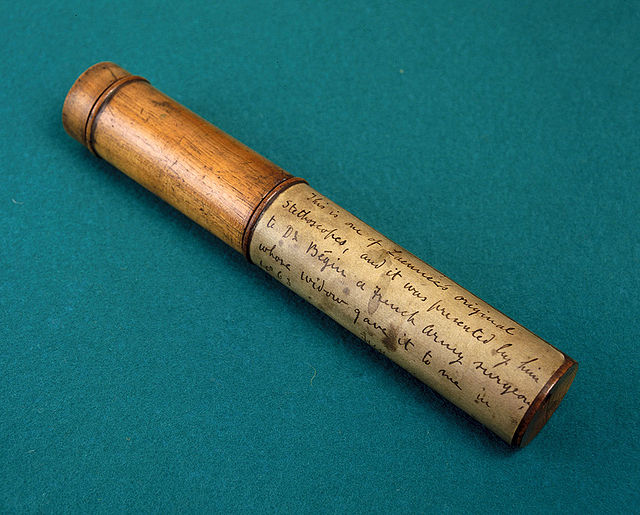 This is one of Laennec's original
stethoscopes, and it was presented by him
to Dr Bégin a French Army surgeon
whose widow gave it to me in
1863